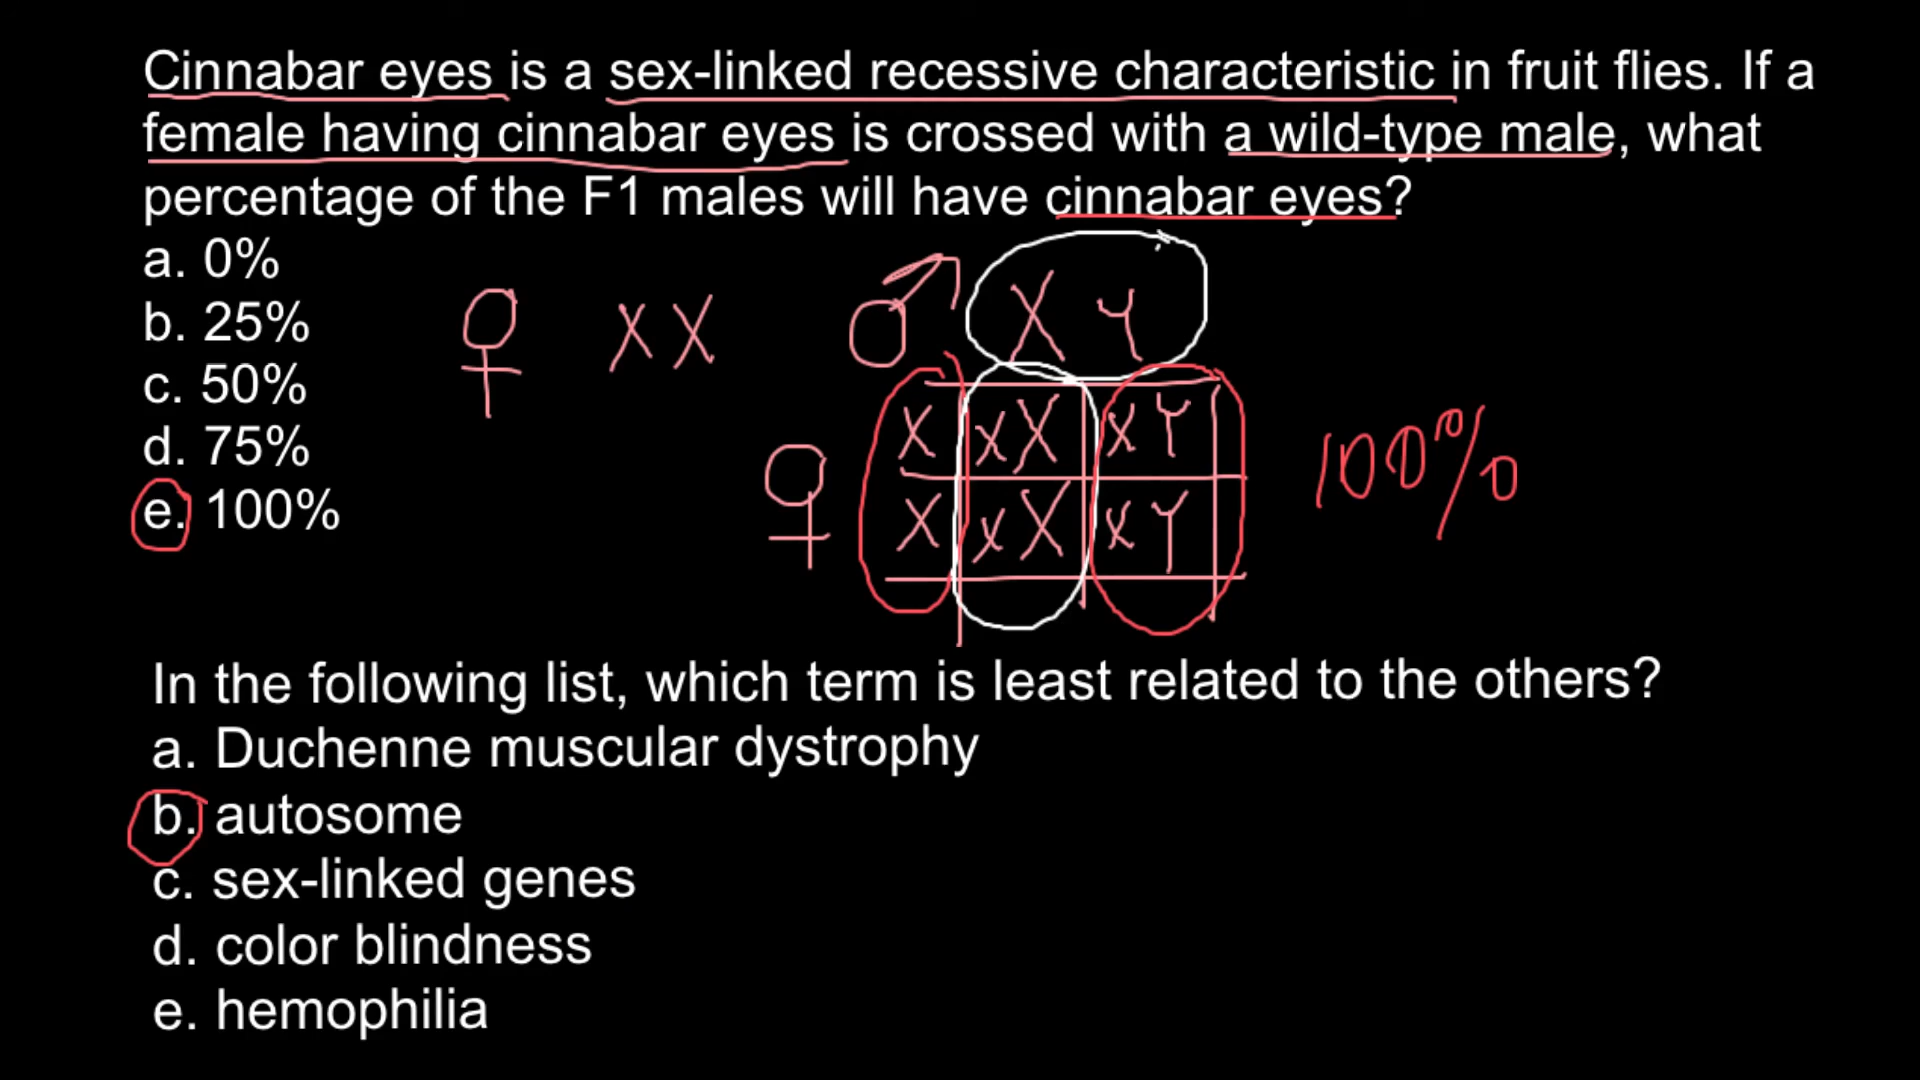 Cinnabar eyes is a sex-linked recessive characteristic in fruit flies. If a
female having cinnabar eyes is crossed with a wild-type male, what
percentage of the F1 males will have cinnabar eyes?
a. 0%
b. 25%
c. 50%
d. 75%
e. 100%
♀ X X ♂ X Y
X xX xY
♀ X xX xY
100%
In the following list, which term is least related to the others?
a. Duchenne muscular dystrophy
b. autosome
c. sex-linked genes
d. color blindness
e. hemophilia